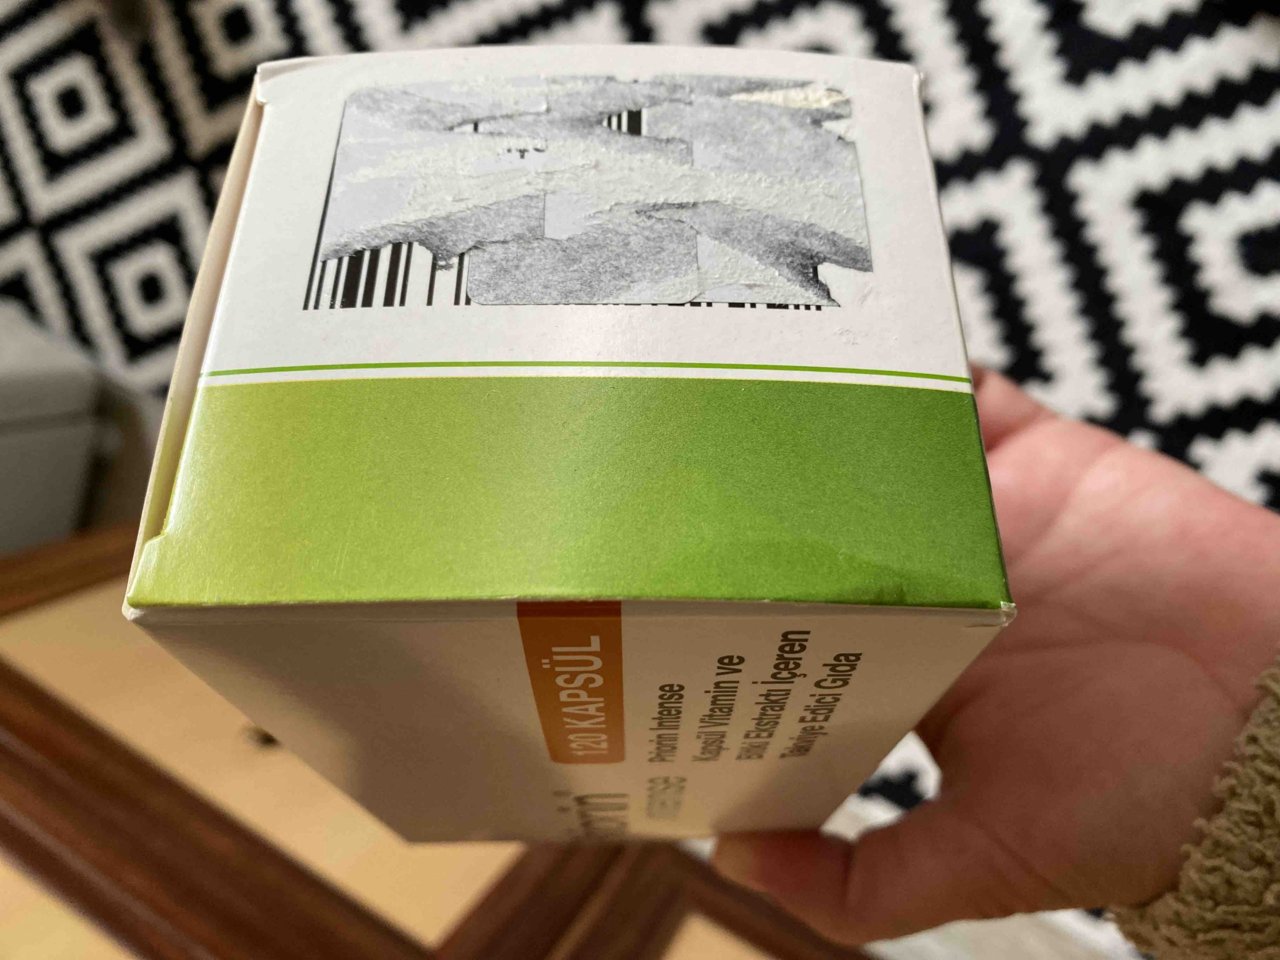 120 KAPSÜL
Priorin Intense
Kapsül Vitamin ve
Bitki Ekstraktı İçeren
Takviye Edici Gıda